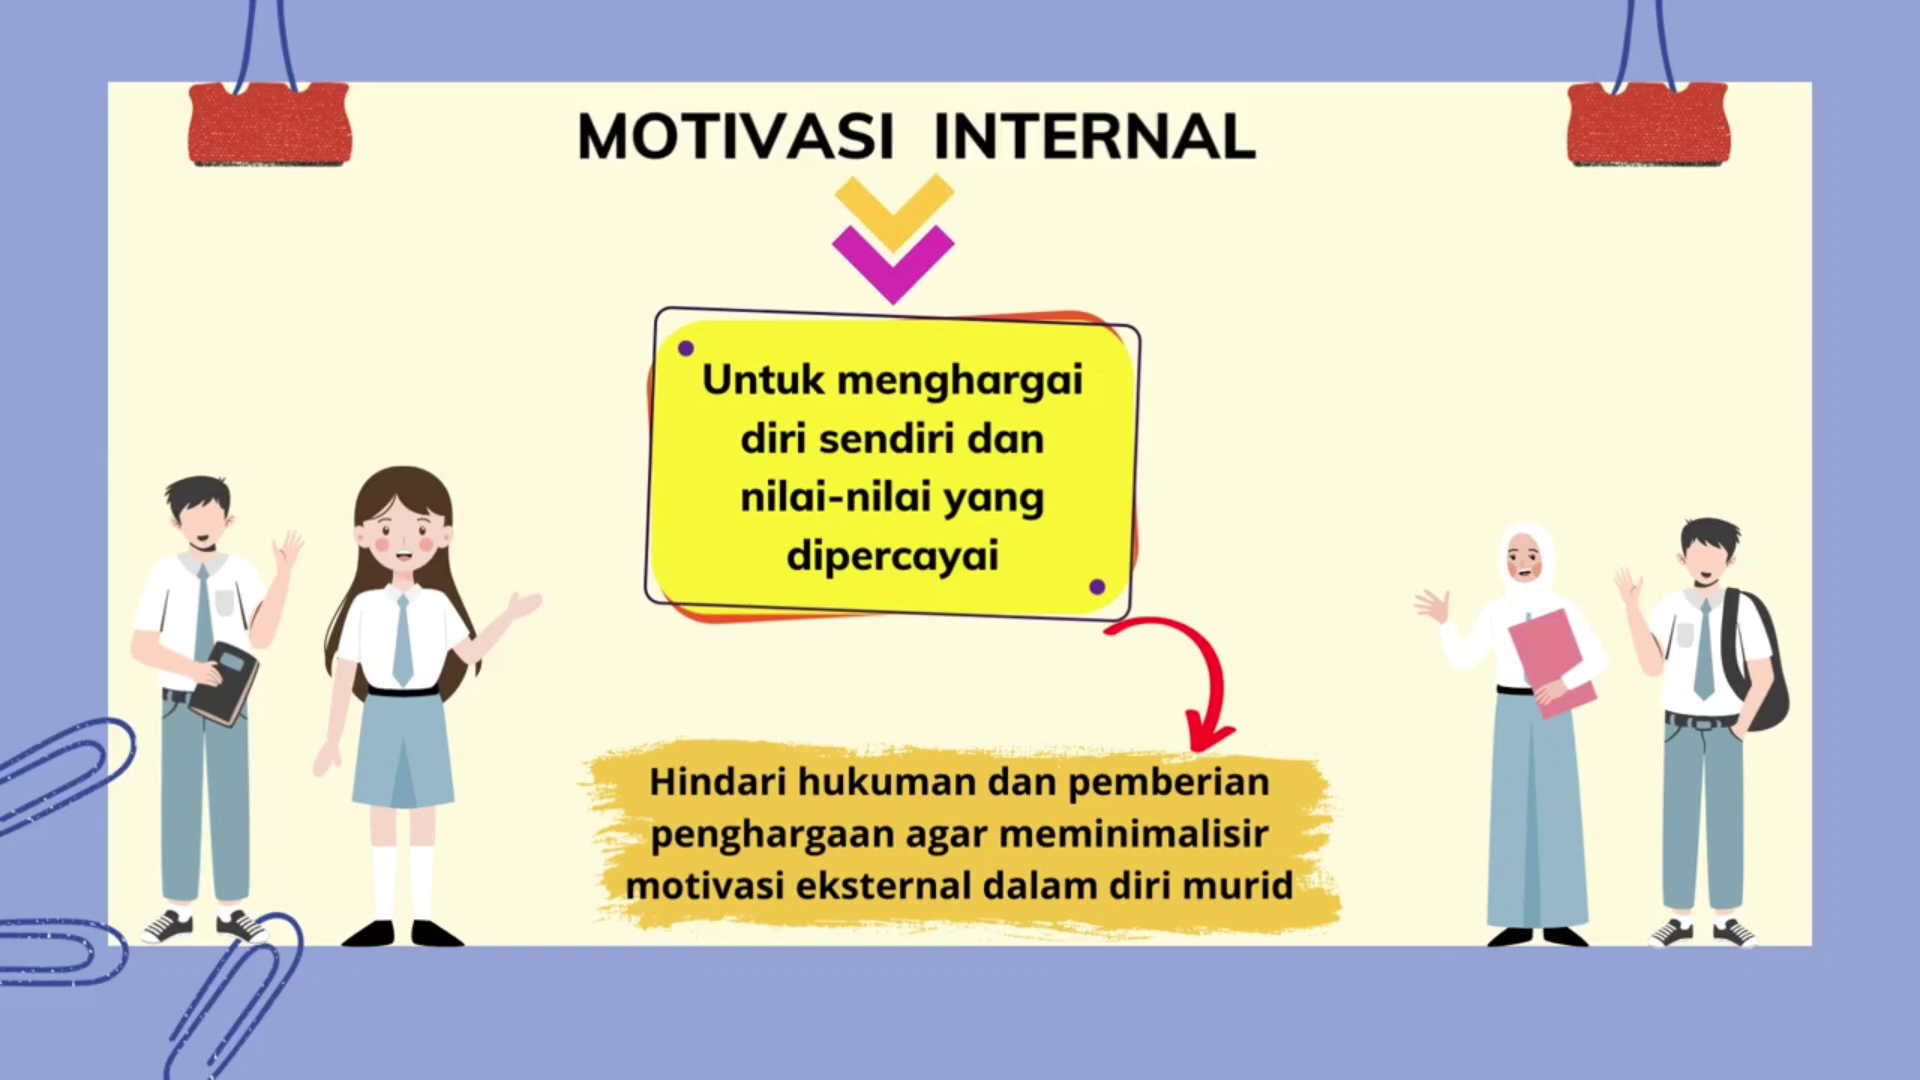 MOTIVASI INTERNAL
Untuk menghargai
diri sendiri dan
nilai-nilai yang
dipercayai
Hindari hukuman dan pemberian
penghargaan agar meminimalisir
motivasi eksternal dalam diri murid